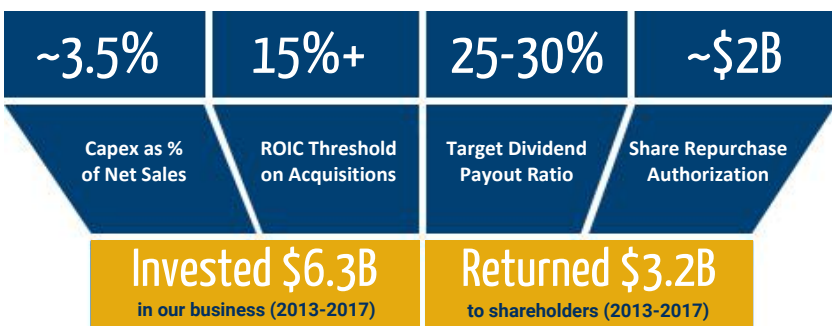 ~3.5%
15%+
25-30%
~$2B
Capex as %
of Net Sales
ROIC Threshold
on Acquisitions
Target Dividend
Payout Ratio
Share Repurchase
Authorization
Invested $6.3B
in our business (2013-2017)
Returned $3.2B
to shareholders (2013-2017)